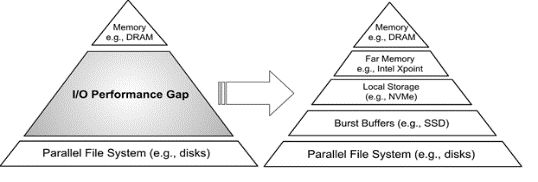 Memory
e.g., DRAM
I/O Performance Gap
Parallel File System (e.g., disks)
Memory
e.g., DRAM
Far Memory
e.g., Intel Xpoint
Local Storage
(e.g., NVMe)
Burst Buffers (e.g., SSD)
Parallel File System (e.g., disks)